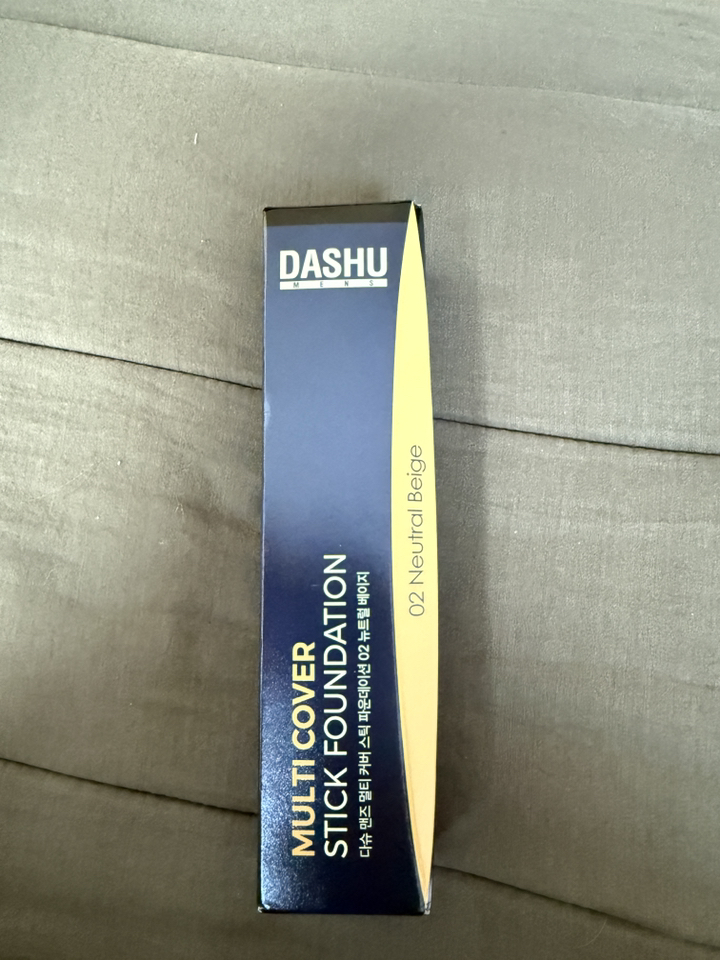 DASHU
MENS
MULTI COVER
STICK FOUNDATION
다슈 맨즈 멀티 커버 스틱 파운데이션 02 뉴트럴 베이지
02 Neutral Beige